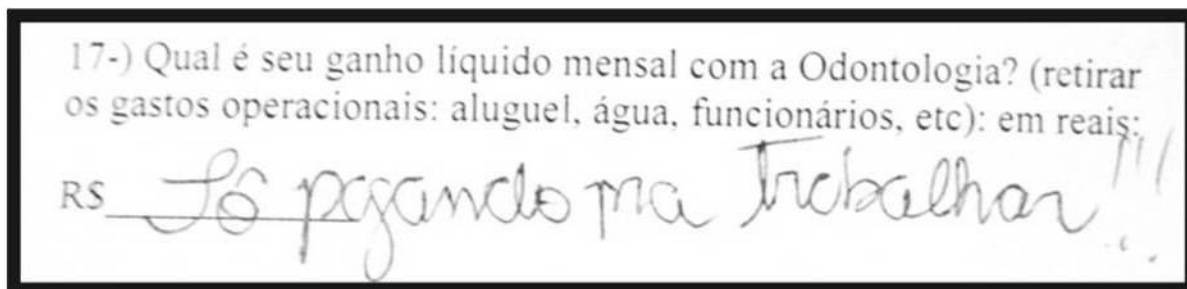 17-) Qual é seu ganho líquido mensal com a Odontologia? (retirar
os gastos operacionais: aluguel, água, funcionários, etc): em reais:
R$ Tô pagando pra trabalhar!!!